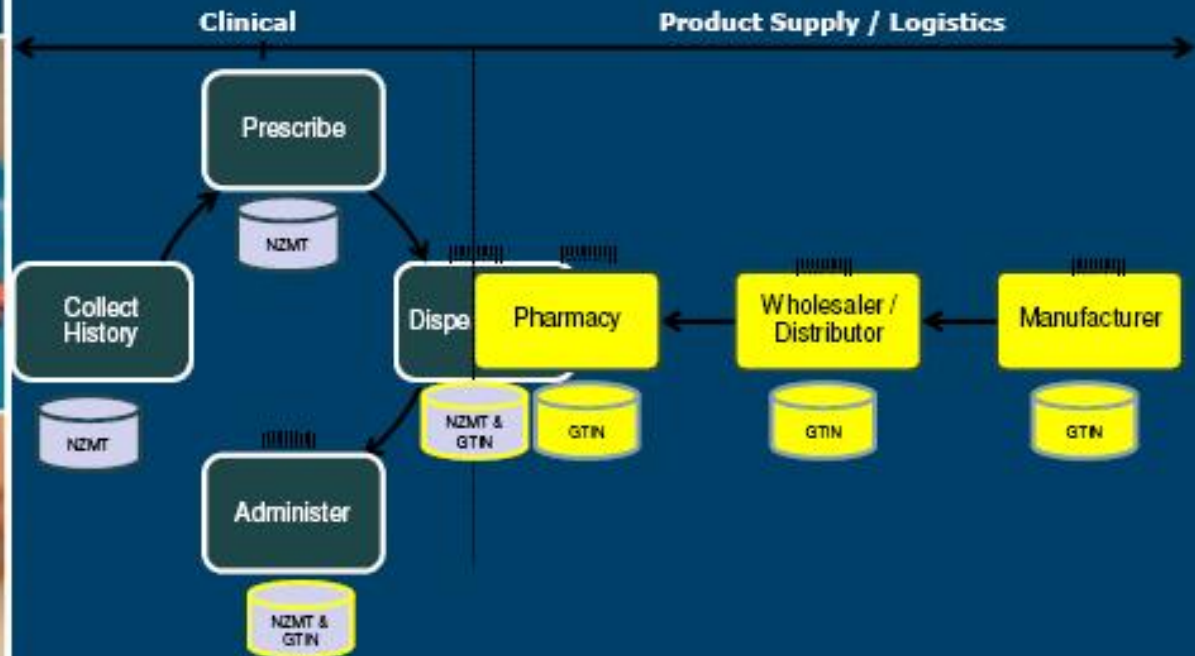 Clinical
Product Supply / Logistics
Prescribe
NZMT
Collect
History
NZMT
Dispe
NZMT &
GTIN
Pharmacy
GTIN
Wholesaler /
Distributor
GTIN
Manufacturer
GTIN
Administer
NZMT &
GTIN